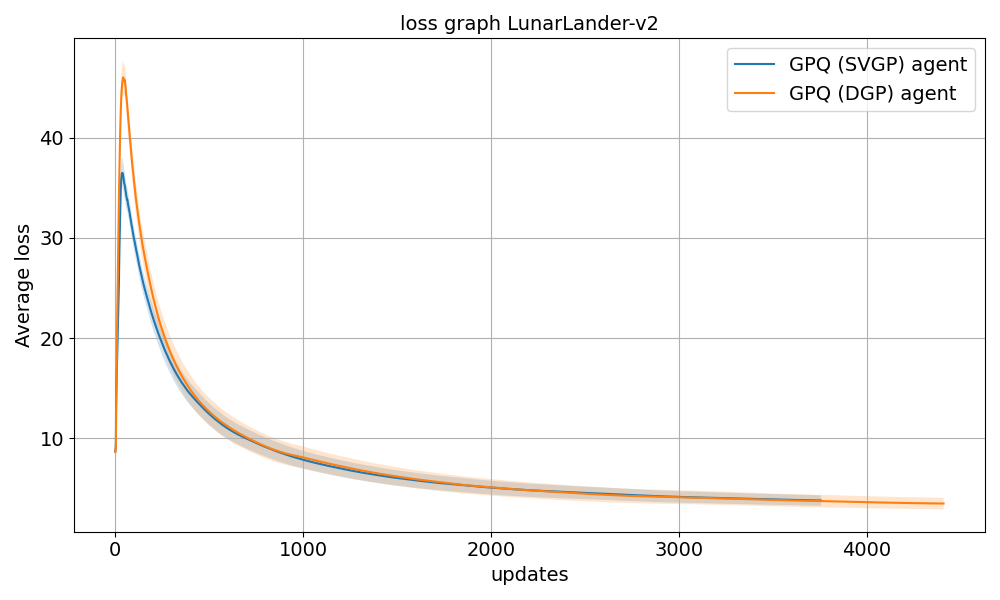 loss graph LunarLander-v2
GPQ (SVGP) agent
GPQ (DGP) agent
Average loss
40
30
20
10
0
1000
2000
3000
4000
updates